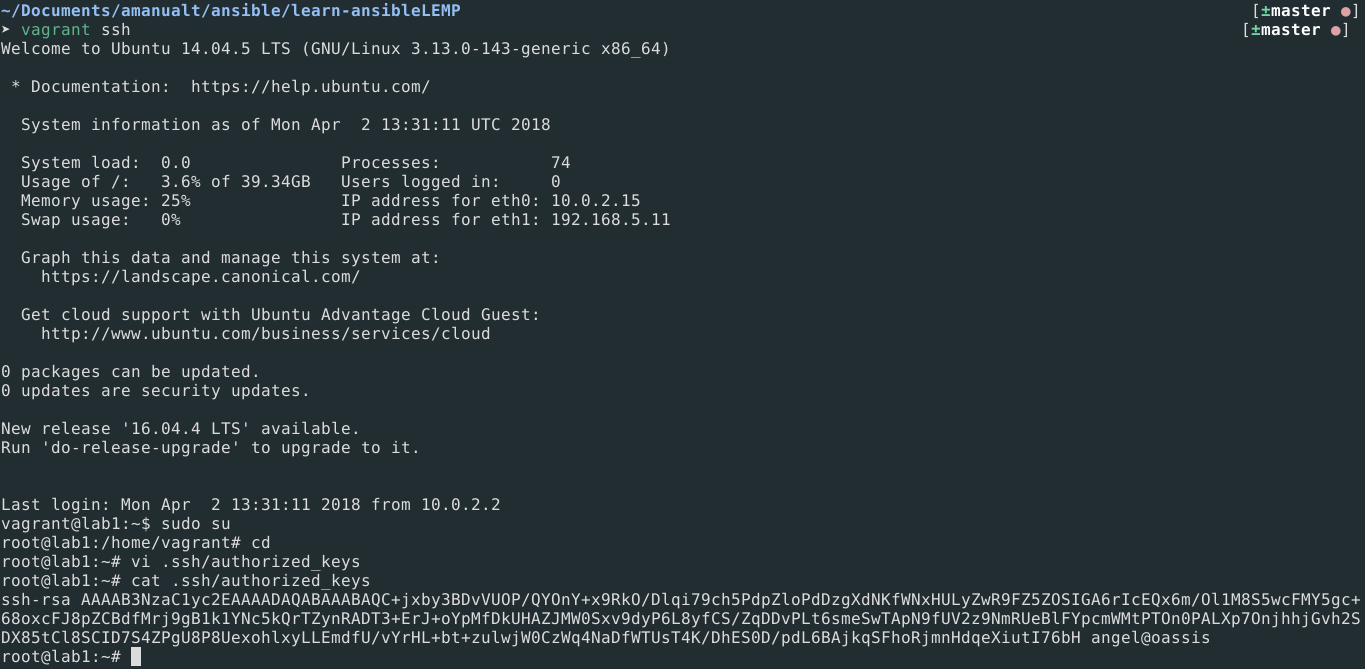 ~/Documents/amanualt/ansible/learn-ansibleLEMP [±master ●]
➤ vagrant ssh [±master ●]
Welcome to Ubuntu 14.04.5 LTS (GNU/Linux 3.13.0-143-generic x86_64)
* Documentation: https://help.ubuntu.com/
System information as of Mon Apr 2 13:31:11 UTC 2018
System load: 0.0 Processes: 74
Usage of /: 3.6% of 39.34GB Users logged in: 0
Memory usage: 25% IP address for eth0: 10.0.2.15
Swap usage: 0% IP address for eth1: 192.168.5.11
Graph this data and manage this system at:
https://landscape.canonical.com/
Get cloud support with Ubuntu Advantage Cloud Guest:
http://www.ubuntu.com/business/services/cloud
0 packages can be updated.
0 updates are security updates.
New release '16.04.4 LTS' available.
Run 'do-release-upgrade' to upgrade to it.
Last login: Mon Apr 2 13:31:11 2018 from 10.0.2.2
vagrant@lab1:~$ sudo su
root@lab1:/home/vagrant# cd
root@lab1:~# vi .ssh/authorized_keys
root@lab1:~# cat .ssh/authorized_keys
ssh-rsa AAAAB3NzaC1yc2EAAAADAQABAAABAQC+jxby3BDvVUOP/QYOnY+x9RkO/Dlqi79ch5PdpZloPdDzgXdNKfWNxHULyZwR9FZ5ZOSIGA6rIcEQx6m/Ol1M8S5wcFMY5gc+
68oxcFJ8pZCBdfMrj9gB1k1YNc5kQrTZynRADT3+ErJ+oYpMfDkUHAZJMW0Sxv9dyP6L8yfCS/ZqDDvPLt6smeSwTApN9fUV2z9NmRUeBlFYpcmWMtPTOn0PALXp7OnjhhjGvh2S
DX85tCl8SCID7S4ZPgU8P8UexohlxyLLEmdfU/vYrHL+bt+zulwjW0CzWq4NaDfWTUsT4K/DhES0D/pdL6BAjkqSFhoRjmnHdqeXiutI76bH angel@oassis
root@lab1:~#